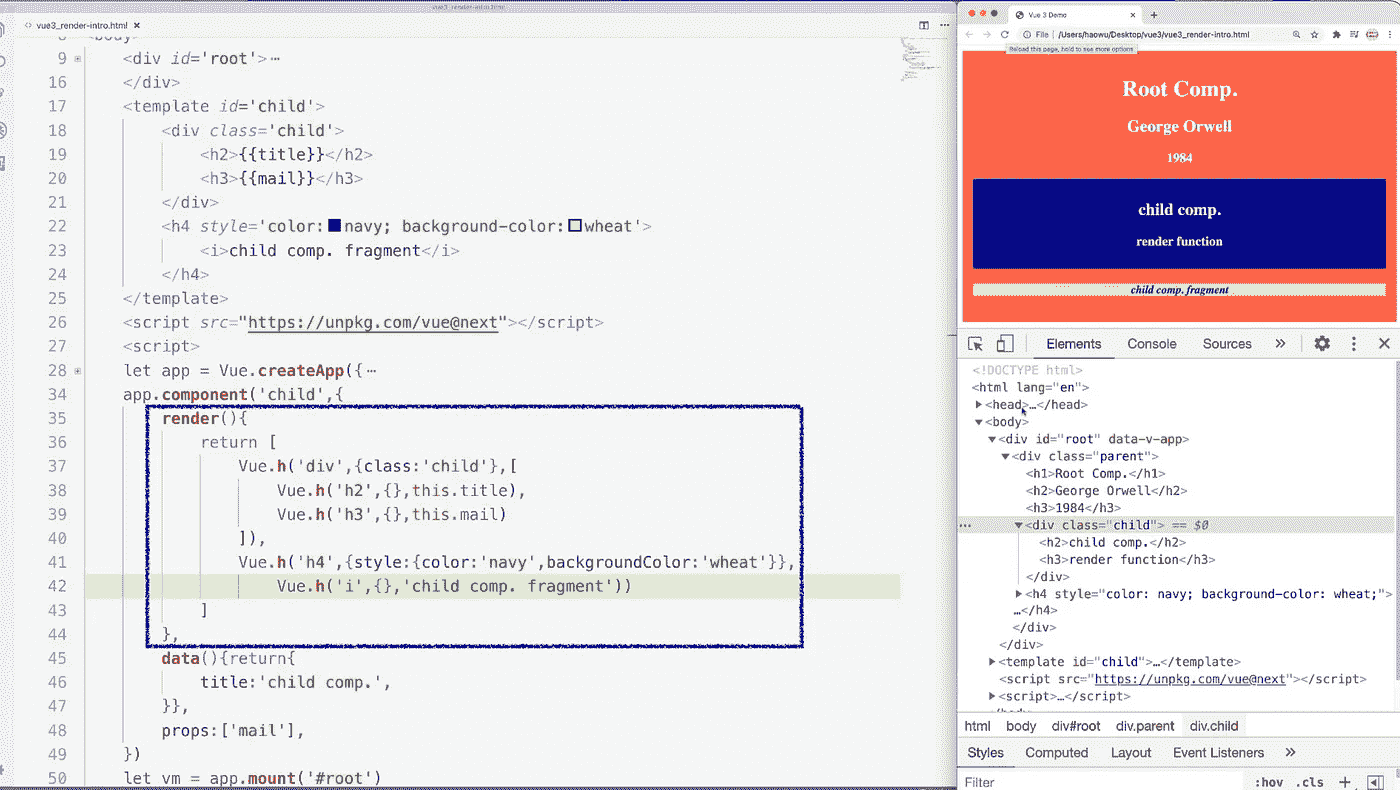 vue3_render-intro.html
vue3_render-intro.html
9 <div id='root'>
16 </div>
17 <template id='child'>
18 <div class='child'>
19 <h2>{{title}}</h2>
20 <h3>{{mail}}</h3>
21 </div>
22 <h4 style='color: navy; background-color: wheat'>
23 <i>child comp. fragment</i>
24 </h4>
25 </template>
26 <script src="https://unpkg.com/vue@next"></script>
27 <script>
28 let app = Vue.createApp({
34 app.component('child',{
35 render(){
36 return [
37 Vue.h('div',{class:'child'},[
38 Vue.h('h2',{},this.title),
39 Vue.h('h3',{},this.mail)
40 ]),
41 Vue.h('h4',{style:{color:'navy',backgroundColor:'wheat'}},
42 Vue.h('i',{},'child comp. fragment'))
43 ]
44 },
45 data(){return{
46 title:'child comp.',
47 }},
48 props:['mail'],
49 })
50 let vm = app.mount('#root')
Vue 3 Demo
File | /Users/haowu/Desktop/vue3/vue3_render-intro.html
Reload this page, hold to see more options
Root Comp.
George Orwell
1984
child comp.
render function
child comp. fragment
Elements Console Sources »
<!DOCTYPE html>
<html lang="en">
<head>…</head>
<body>
<div id="root" data-v-app>
<div class="parent">
<h1>Root Comp.</h1>
<h2>George Orwell</h2>
<h3>1984</h3>
… <div class="child"> == $0
<h2>child comp.</h2>
<h3>render function</h3>
</div>
<h4 style="color: navy; background-color: wheat;">
…</h4>
</div>
</div>
<template id="child">…</template>
<script src="https://unpkg.com/vue@next"></script>
<script>…</script>
html body div#root div.parent div.child
Styles Computed Layout Event Listeners »
Filter :hov .cls +